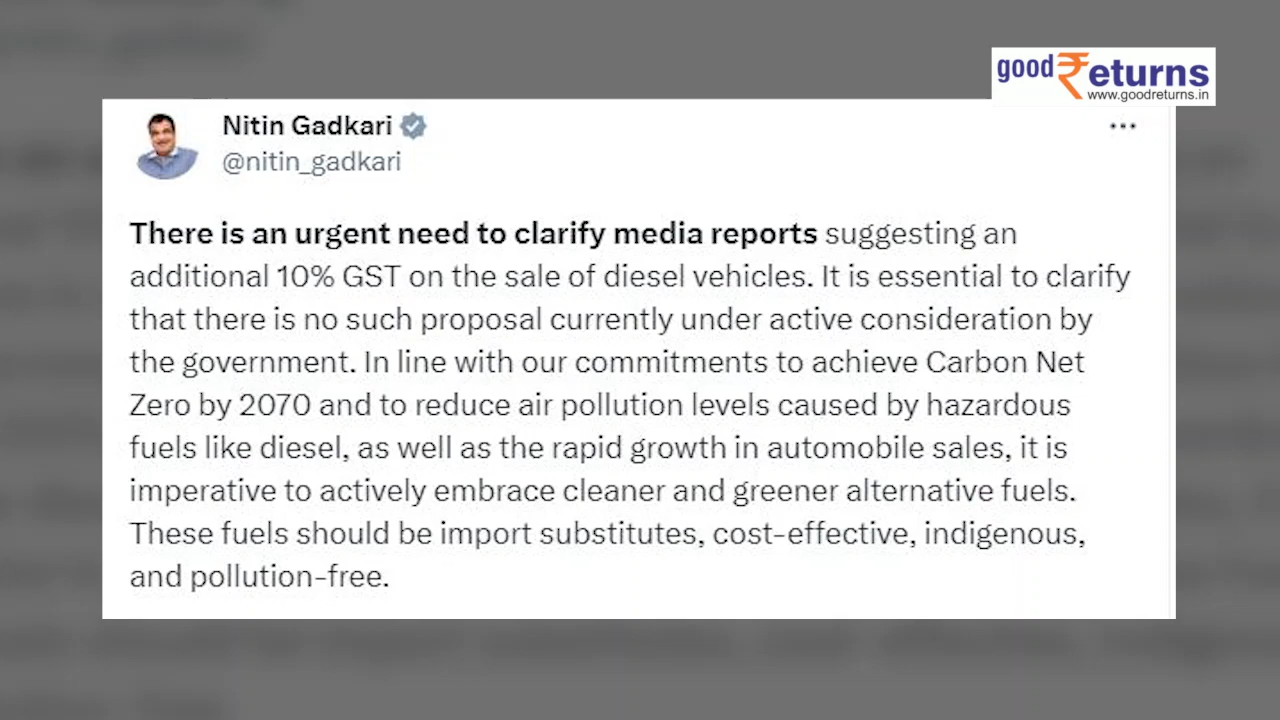 good ₹eturns
www.goodreturns.in
Nitin Gadkari
@nitin_gadkari
There is an urgent need to clarify media reports suggesting an
additional 10% GST on the sale of diesel vehicles. It is essential to clarify
that there is no such proposal currently under active consideration by
the government. In line with our commitments to achieve Carbon Net
Zero by 2070 and to reduce air pollution levels caused by hazardous
fuels like diesel, as well as the rapid growth in automobile sales, it is
imperative to actively embrace cleaner and greener alternative fuels.
These fuels should be import substitutes, cost-effective, indigenous,
and pollution-free.